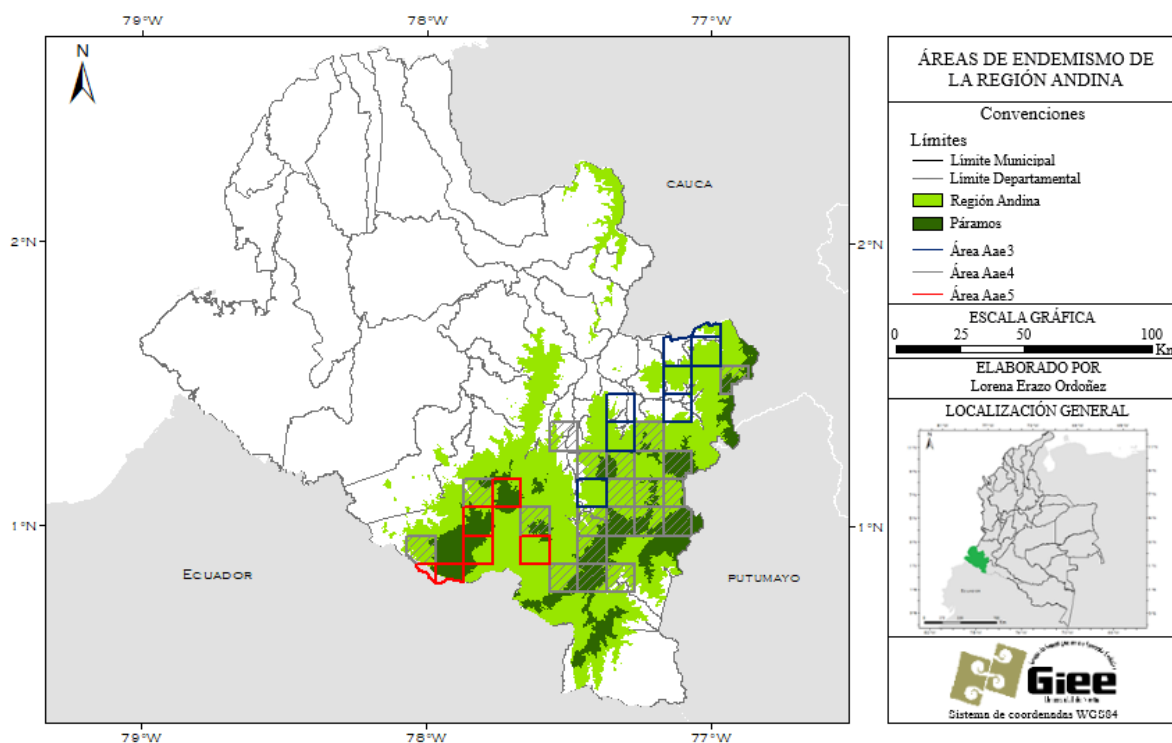 79°W
78°W
77°W
N
CAUCA
2°N
2°N
1°N
1°N
ECUADOR
PUTUMAYO
79°W
78°W
77°W
ÁREAS DE ENDEMISMO DE
LA REGIÓN ANDINA
Convenciones
Límites
Límite Municipal
Límite Departamental
Región Andina
Páramos
Área Aae3
Área Aae4
Área Aae5
ESCALA GRÁFICA
0 25 50 100
Km
ELABORADO POR
Lorena Erazo Ordoñez
LOCALIZACIÓN GENERAL
Ecuador
Giee
Sistema de coordenadas WGS84